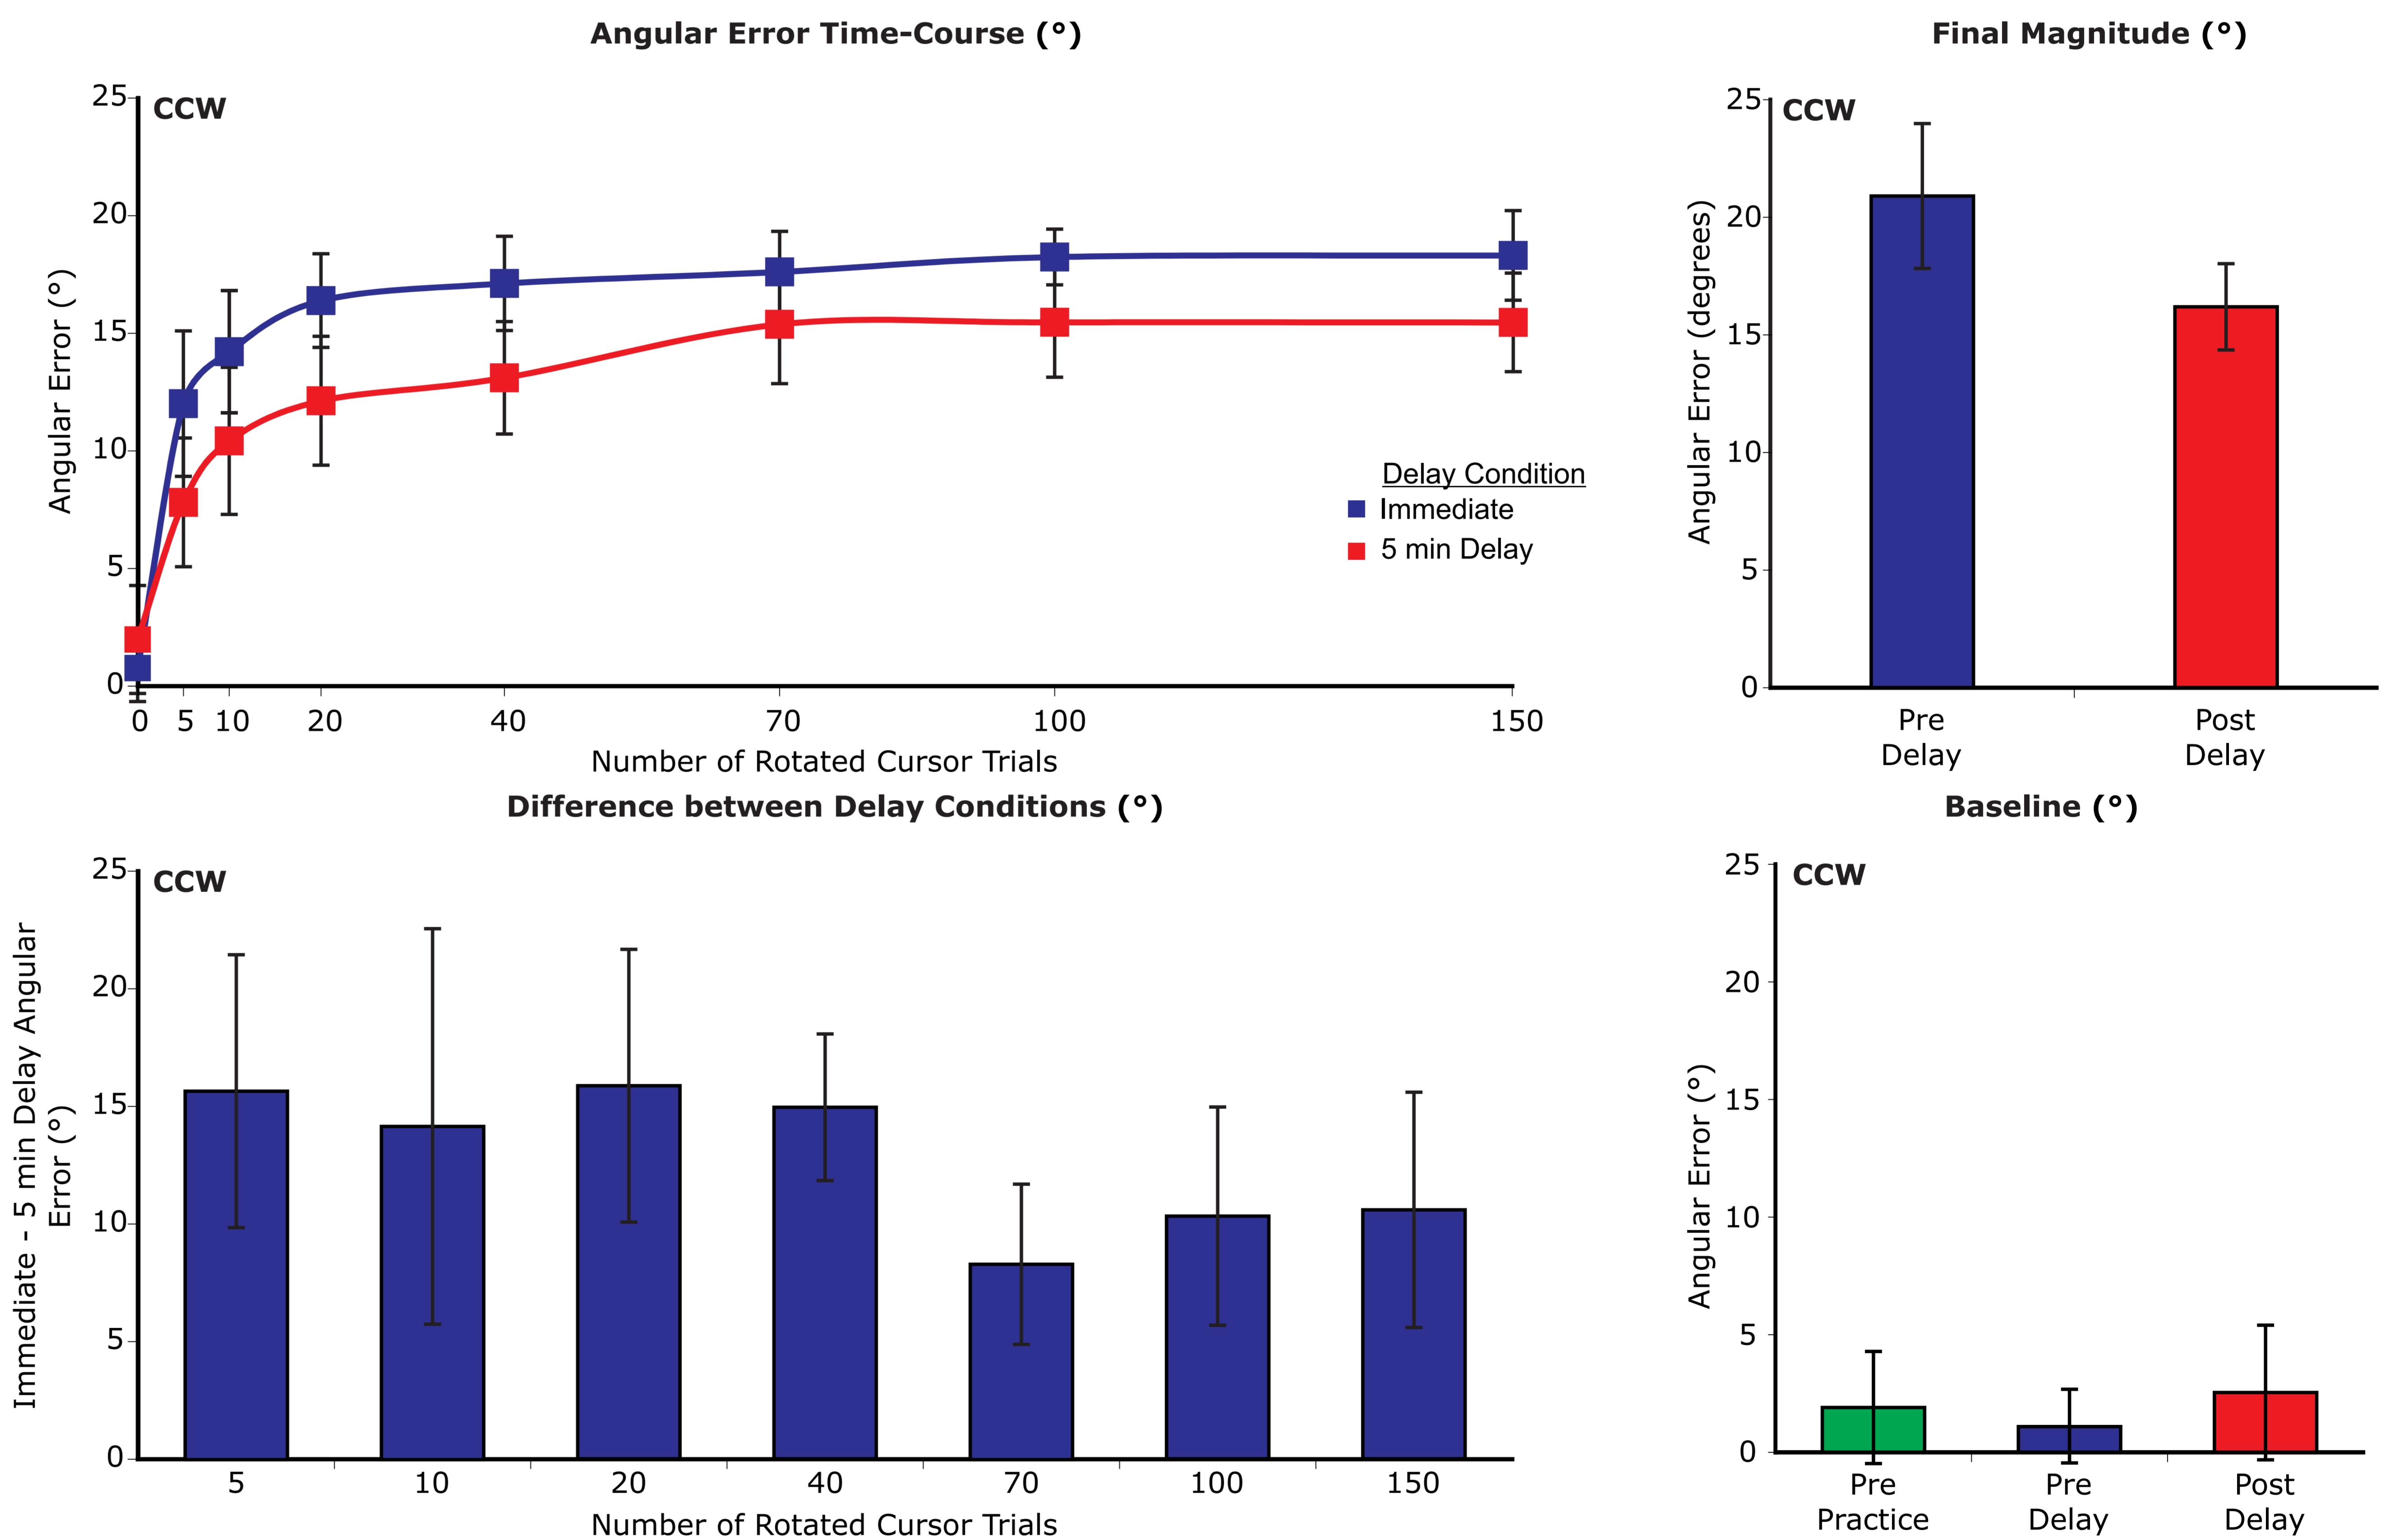 Angular Error Time-Course (°)
CCW
25
20
15
10
5
0
Angular Error (°)
0 5 10 20 40 70 100 150
Number of Rotated Cursor Trials
Delay Condition
Immediate
5 min Delay
Final Magnitude (°)
CCW
25
20
15
10
5
0
Angular Error (degrees)
Pre Post
Delay Delay
Difference between Delay Conditions (°)
CCW
25
20
15
10
5
0
Immediate - 5 min Delay Angular
Error (°)
5 10 20 40 70 100 150
Number of Rotated Cursor Trials
Baseline (°)
CCW
25
20
15
10
5
0
Angular Error (°)
Pre Pre Post
Practice Delay Delay